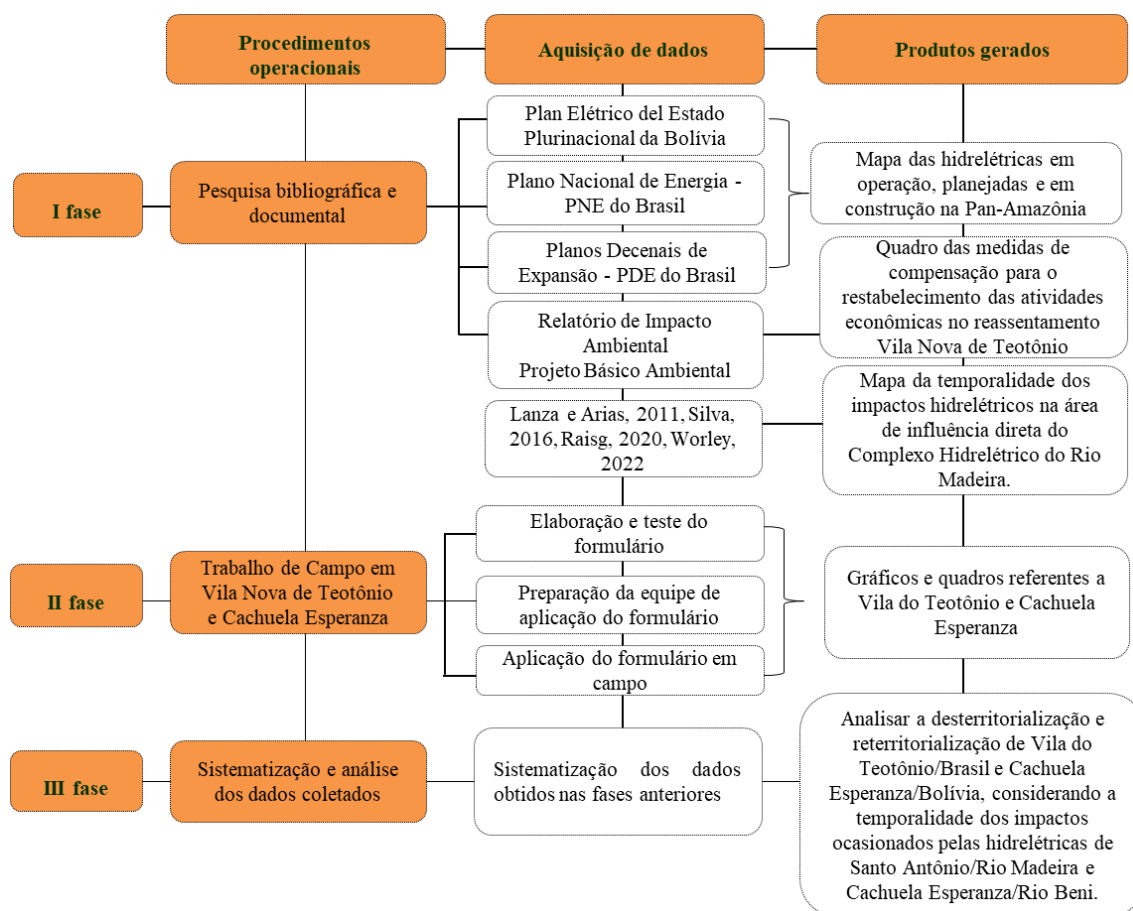 Procedimentos
operacionais
Aquisição de dados
Produtos gerados
I fase
Pesquisa bibliográfica e
documental
Plan Elétrico del Estado
Plurinacional da Bolívia
Plano Nacional de Energia -
PNE do Brasil
Planos Decenais de
Expansão - PDE do Brasil
Relatório de Impacto
Ambiental
Projeto Básico Ambiental
Lanza e Arias, 2011, Silva,
2016, Raisg, 2020, Worley,
2022
Mapa das hidrelétricas em
operação, planejadas e em
construção na Pan-Amazônia
Quadro das medidas de
compensação para o
restabelecimento das atividades
econômicas no reassentamento
Vila Nova de Teotônio
Mapa da temporalidade dos
impactos hidrelétricos na área
de influência direta do
Complexo Hidrelétrico do Rio
Madeira.
II fase
Trabalho de Campo em
Vila Nova de Teotônio
e Cachuela Esperanza
Elaboração e teste do
formulário
Preparação da equipe de
aplicação do formulário
Aplicação do formulário em
campo
Gráficos e quadros referentes a
Vila do Teotônio e Cachuela
Esperanza
III fase
Sistematização e análise
dos dados coletados
Sistematização dos dados
obtidos nas fases anteriores
Analisar a desterritorialização e
reterritorialização de Vila do
Teotônio/Brasil e Cachuela
Esperanza/Bolívia, considerando a
temporalidade dos impactos
ocasionados pelas hidrelétricas de
Santo Antônio/Rio Madeira e
Cachuela Esperanza/Rio Beni.